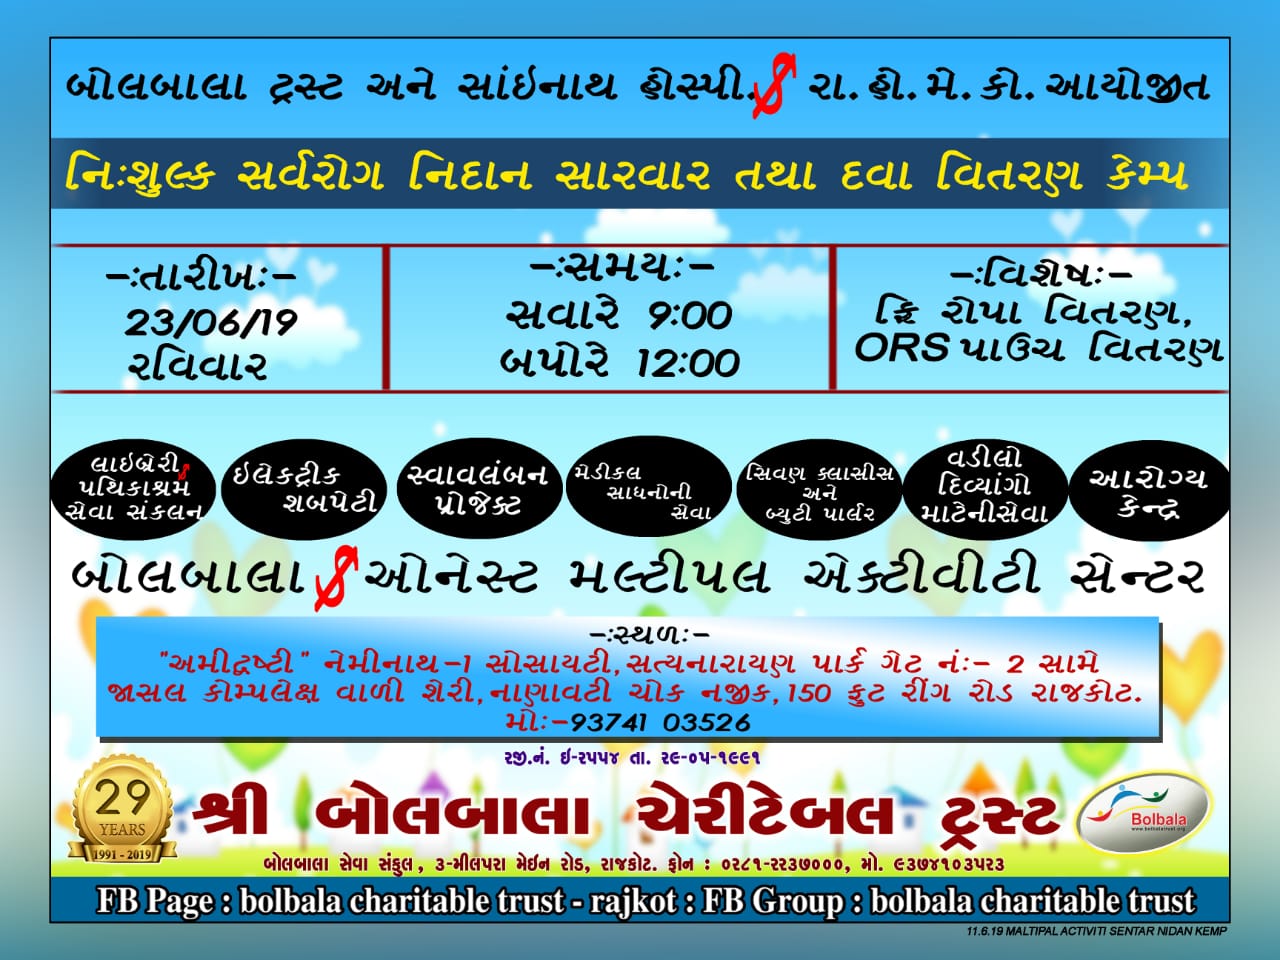 બોલબાલા ટ્રસ્ટ અને સાંઇનાથ હોસ્પી. & રા. હો. મે. કો. આયોજીત
નિઃશુલ્ક સર્વરોગ નિદાન સારવાર તથા દવા વિતરણ કેમ્પ
-ઃતારીખઃ-
23/06/19
રવિવાર
-ઃસમયઃ-
સવારે 9:00
બપોરે 12:00
-ઃવિશેષઃ-
ફ્રિ રોપા વિતરણ,
ORS પાઉચ વિતરણ
લાઇબ્રેરી &
પથિકાશ્રમ
સેવા સંકલન
ઇલેકટ્રીક
શબપેટી
સ્વાવલંબન
પ્રોજેક્ટ
મેડીકલ
સાધનોની
સેવા
સિવણ ક્લાસીસ
અને
બ્યુટી પાર્લર
વડીલો
દિવ્યાંગો
માટેનીસેવા
આરોગ્ય
કેન્દ્ર
બોલબાલા & ઓનેસ્ટ મલ્ટીપલ એક્ટીવીટી સેન્ટર
-ઃસ્થળઃ-
"અમીદ્રષ્ટી" નેમીનાથ-1 સોસાયટી, સત્યનારાયણ પાર્ક ગેટ નંઃ- 2 સામે
જાસલ કોમ્પલેક્ષ વાળી શેરી, નાણાવટી ચોક નજીક, 150 ફુટ રીંગ રોડ રાજકોટ.
મોઃ-93741 03526
રજી.નં. ઇ-૨૫૫૪ તા. ૨૯-૦૫-૧૯૯૧
29
YEARS
1991 - 2019
શ્રી બોલબાલા ચેરીટેબલ ટ્રસ્ટ
Bolbala
www.bolbalatrust.org
બોલબાલા સેવા સંકુલ, ૩-મીલપરા મેઇન રોડ, રાજકોટ. ફોન : ૦૨૮૧-૨૨૩૭૦૦૦, મો. ૯૩૭૪૧૦૩૫૨૩
FB Page : bolbala charitable trust - rajkot : FB Group : bolbala charitable trust
11.6.19 MALTIPAL ACTIVITI SENTAR NIDAN KEMP